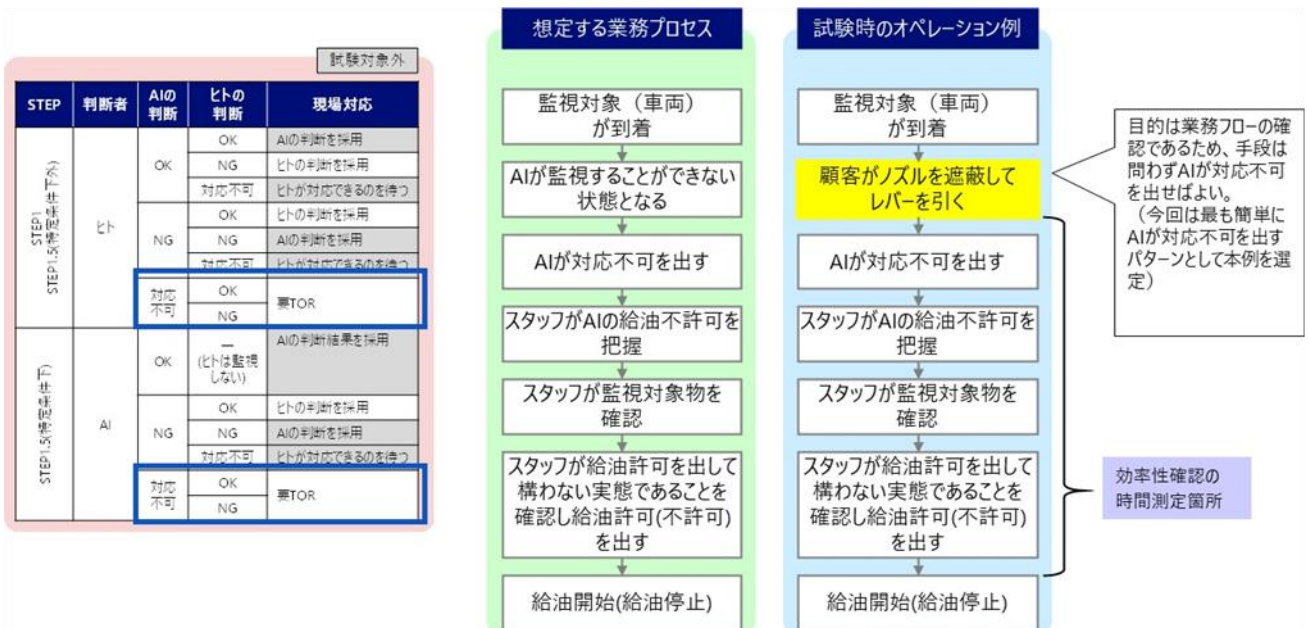 試験対象外
STEP
判断者
AIの
判断
ヒトの
判断
現場対応
STEP1
STEP1.5(特定条件下外)
ヒト
OK
OK
AIの判断を採用
NG
ヒトの判断を採用
対応不可
ヒトが対応できるのを待つ
NG
OK
ヒトの判断を採用
NG
AIの判断を採用
対応不可
ヒトが対応できるのを待つ
対応
不可
OK
NG
要TOR
STEP1.5(特定条件下)
AI
OK
―
(ヒトは監視
しない)
AIの判断結果を採用
NG
OK
ヒトの判断を採用
NG
AIの判断を採用
対応不可
ヒトが対応できるのを待つ
対応
不可
OK
NG
要TOR
想定する業務プロセス
監視対象（車両）
が到着
AIが監視することができない
状態となる
AIが対応不可を出す
スタッフがAIの給油不許可を
把握
スタッフが監視対象物を
確認
スタッフが給油許可を出して
構わない実態であることを
確認し給油許可(不許可)
を出す
給油開始(給油停止)
試験時のオペレーション例
監視対象（車両）
が到着
顧客がノズルを遮蔽して
レバーを引く
AIが対応不可を出す
スタッフがAIの給油不許可を
把握
スタッフが監視対象物を
確認
スタッフが給油許可を出して
構わない実態であることを
確認し給油許可(不許可)
を出す
給油開始(給油停止)
目的は業務フローの確
認であるため、手段は
問わずAIが対応不可
を出せばよい。
（今回は最も簡単に
AIが対応不可を出す
パターンとして本例を選
定）
効率性確認の
時間測定箇所